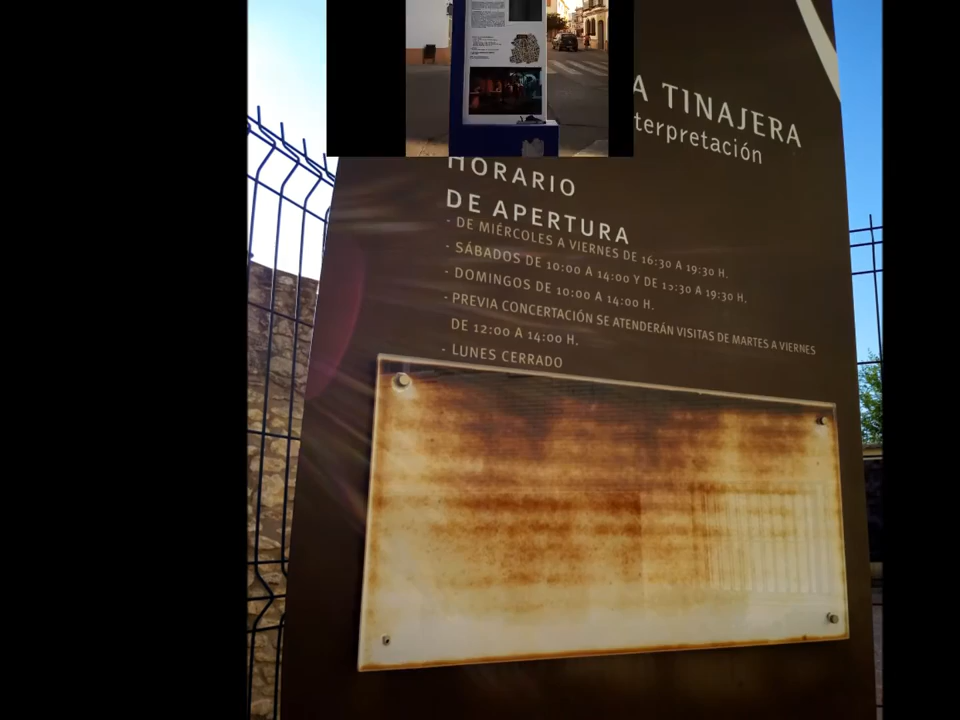 A TINAJERA
terpretación
HORARIO
DE APERTURA
- DE MIÉRCOLES A VIERNES DE 16:30 A 19:30 H.
- SÁBADOS DE 10:00 A 14:00 Y DE A 19:30 H.
- DOMINGOS DE 10:00 A 14:00 H.
- PREVIA CONCERTACIÓN SE ATENDERÁN VISITAS DE MARTES A VIERNES
DE 12:00 A 14:00 H.
- LUNES CERRADO